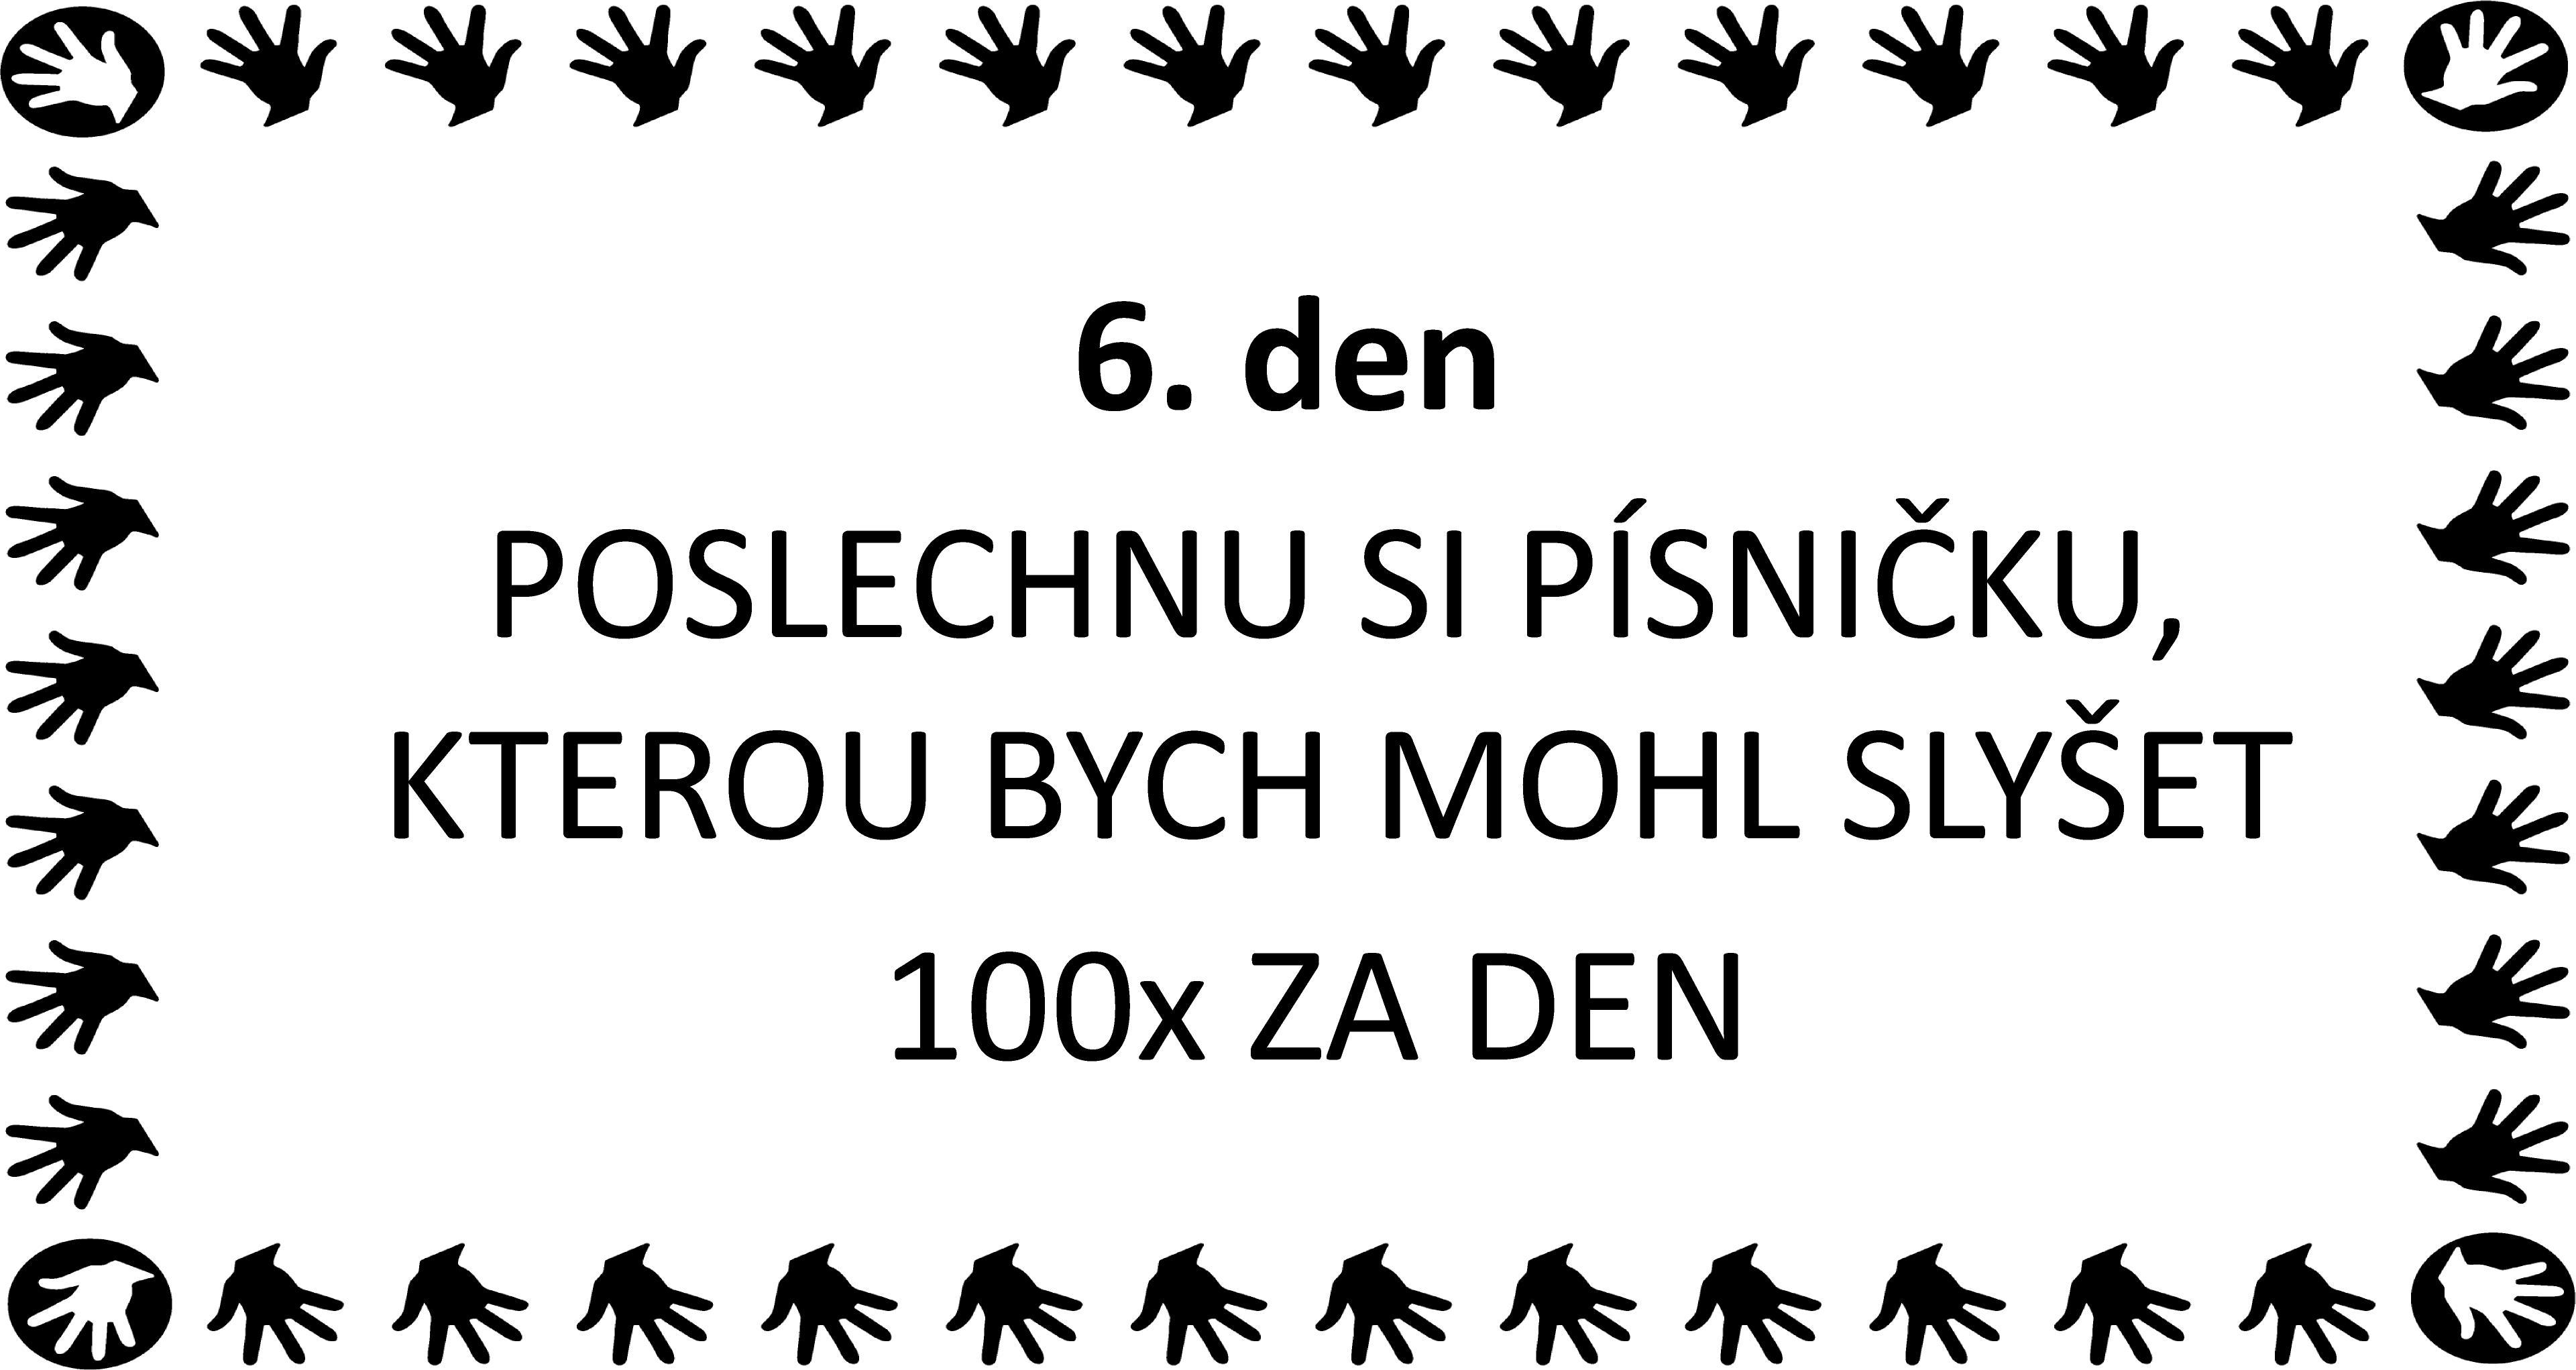 6. den
POSLECHNU SI PÍSNIČKU,
KTEROU BYCH MOHL SLYŠET
100x ZA DEN